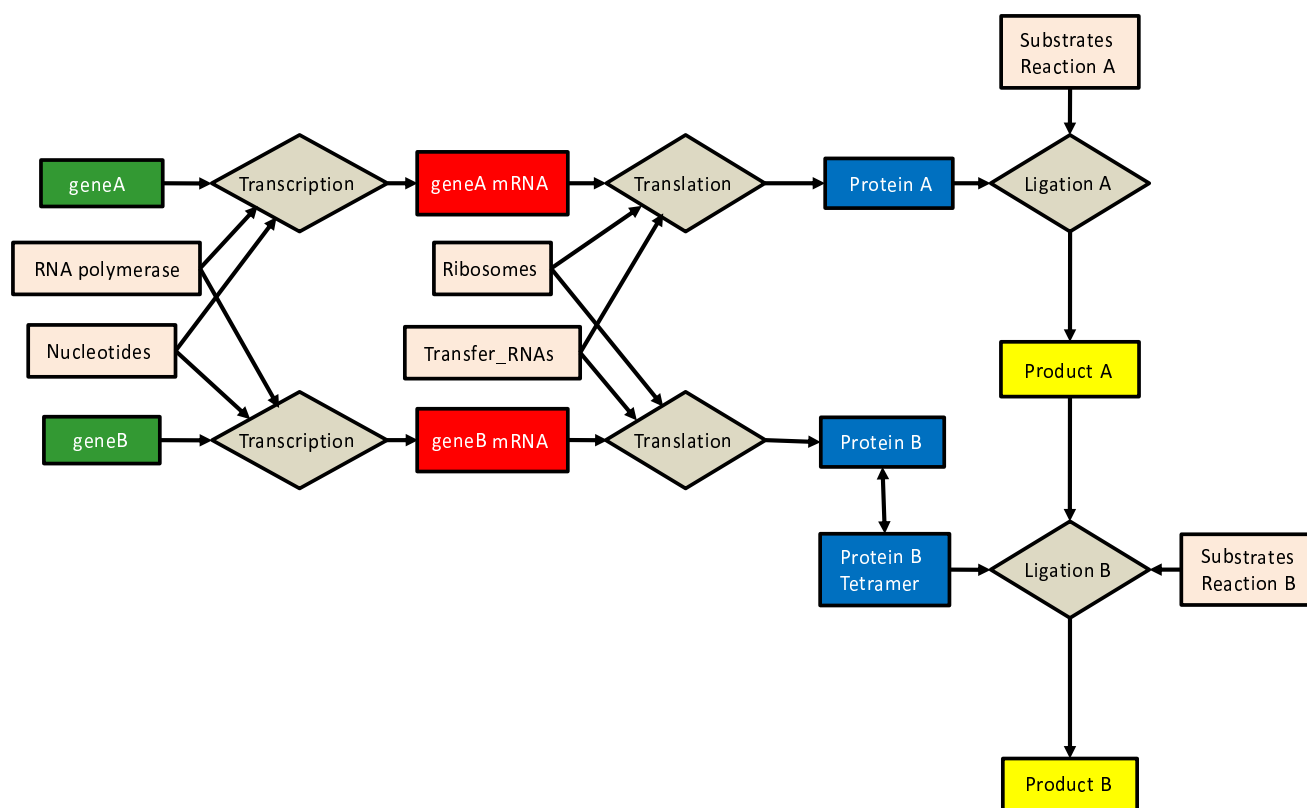 Substrates
Reaction A
geneA
Transcription
geneA mRNA
Translation
Protein A
Ligation A
RNA polymerase
Ribosomes
Nucleotides
Transfer_RNAs
Product A
geneB
Transcription
geneB mRNA
Translation
Protein B
Protein B
Tetramer
Ligation B
Substrates
Reaction B
Product B